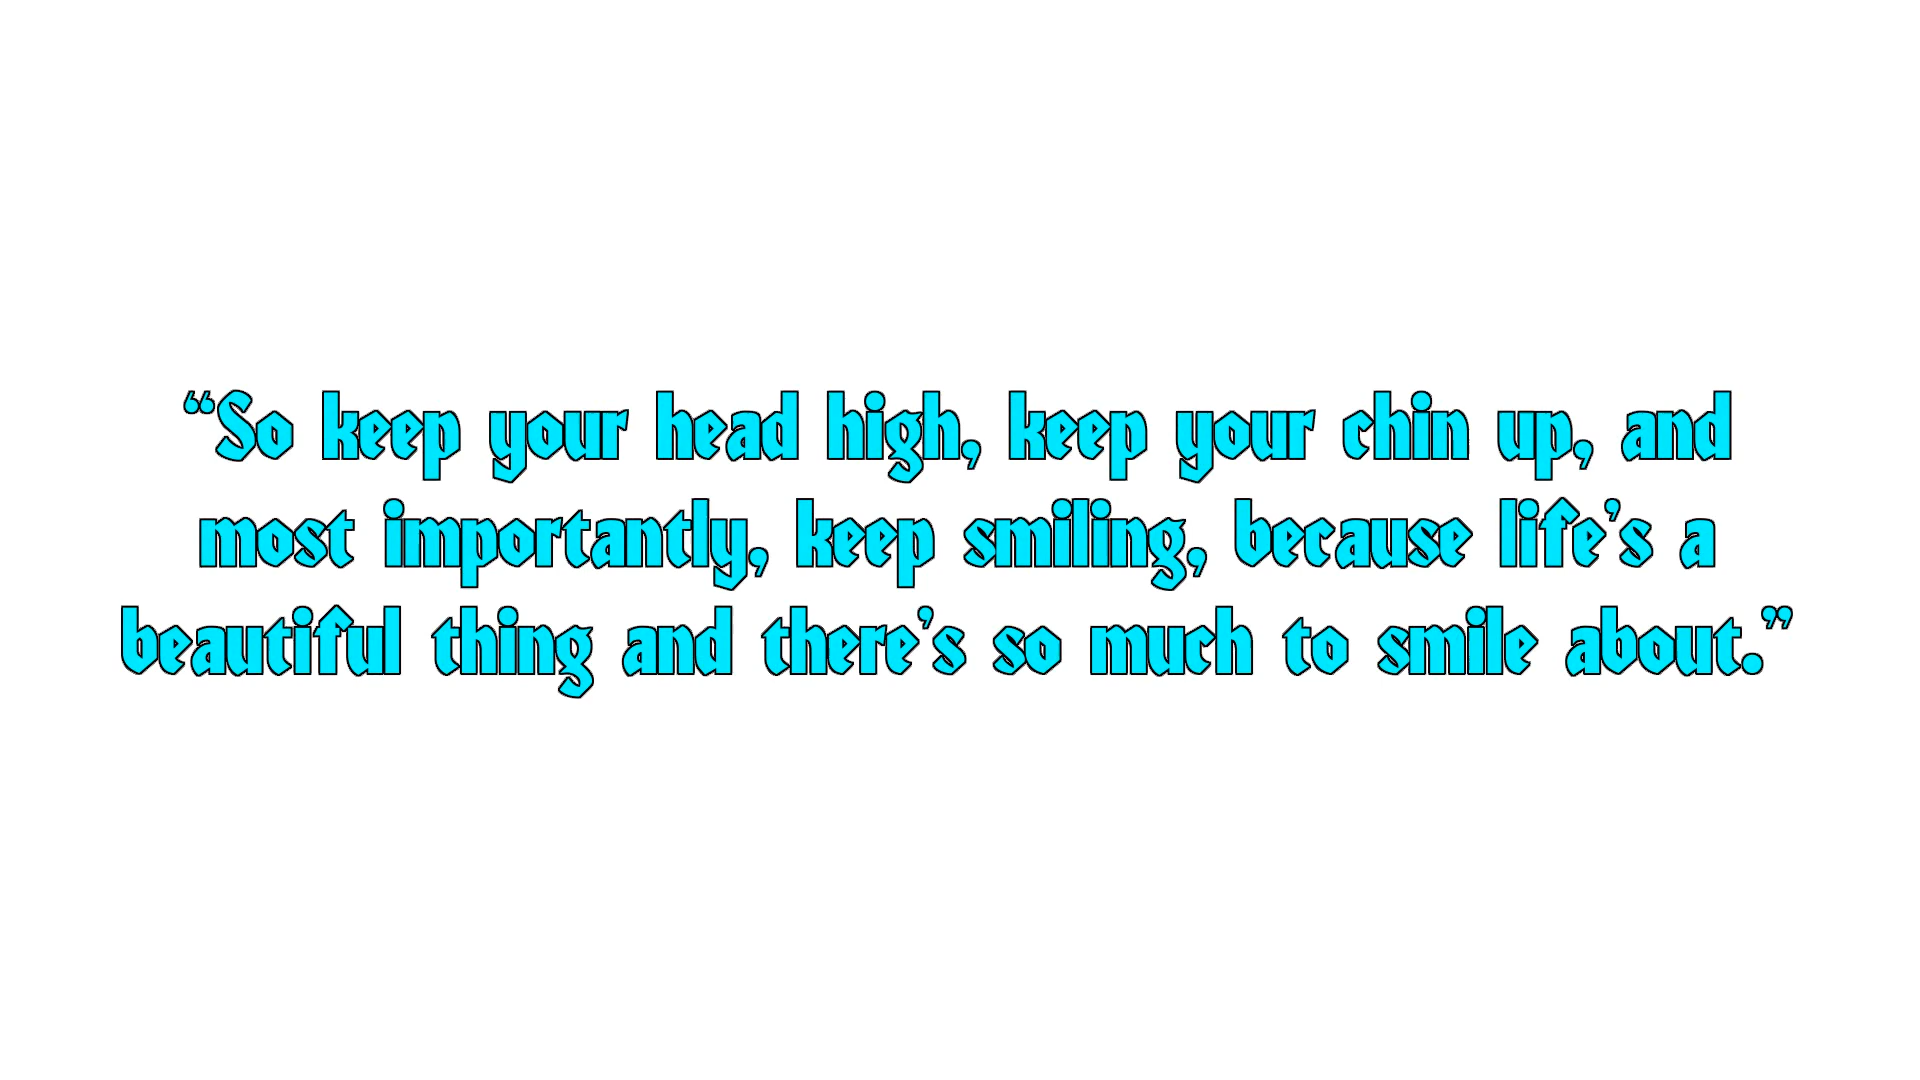 “So keep your head high, keep your chin up, and
most importantly, keep smiling, because life’s a
beautiful thing and there’s so much to smile about.”